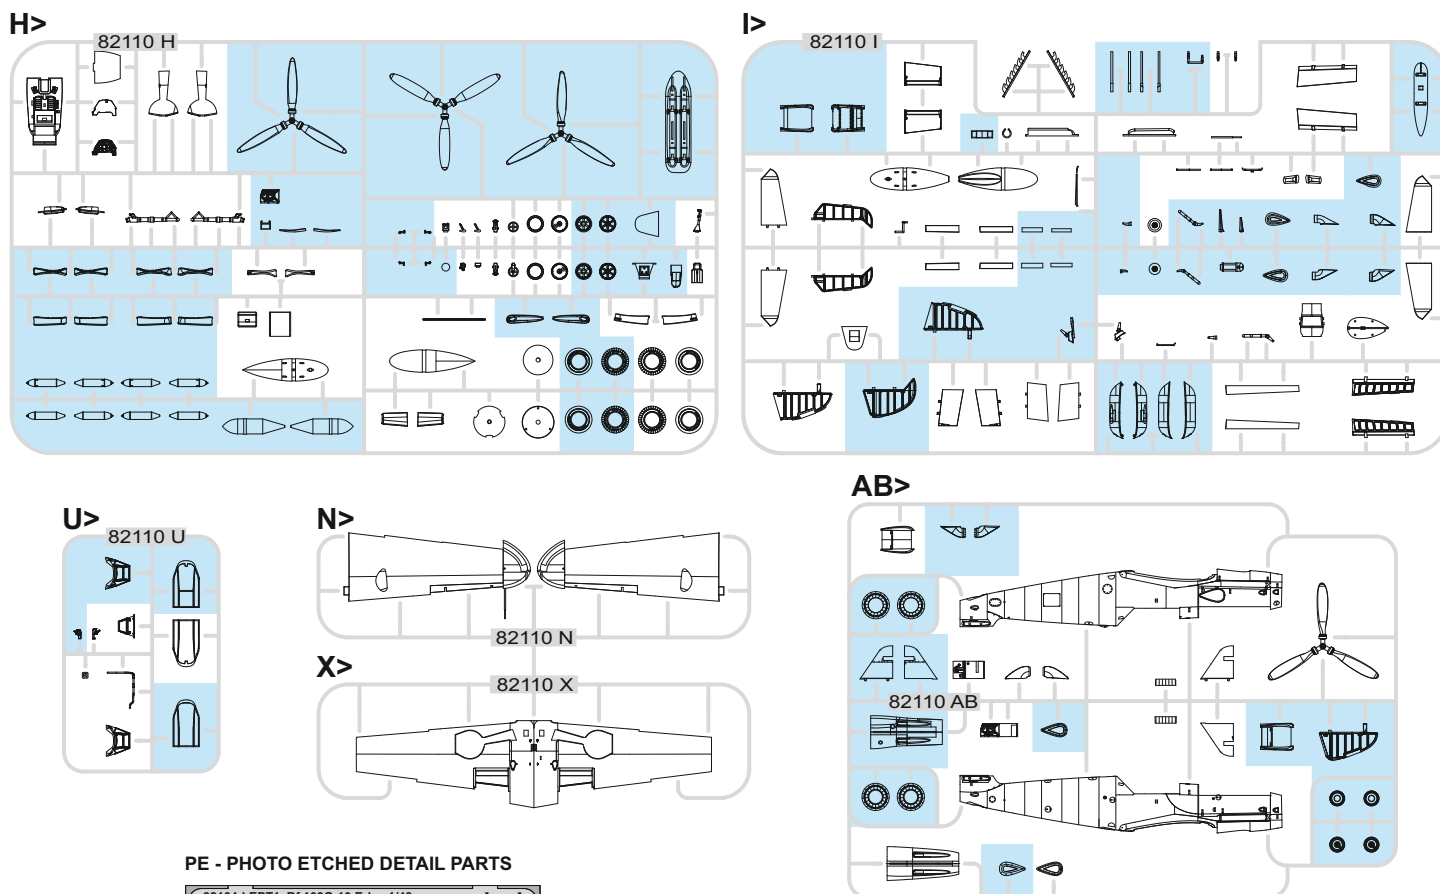 H>
82110 H
I>
82110 I
U>
82110 U
N>
82110 N
X>
82110 X
AB>
82110 AB
PE - PHOTO ETCHED DETAIL PARTS